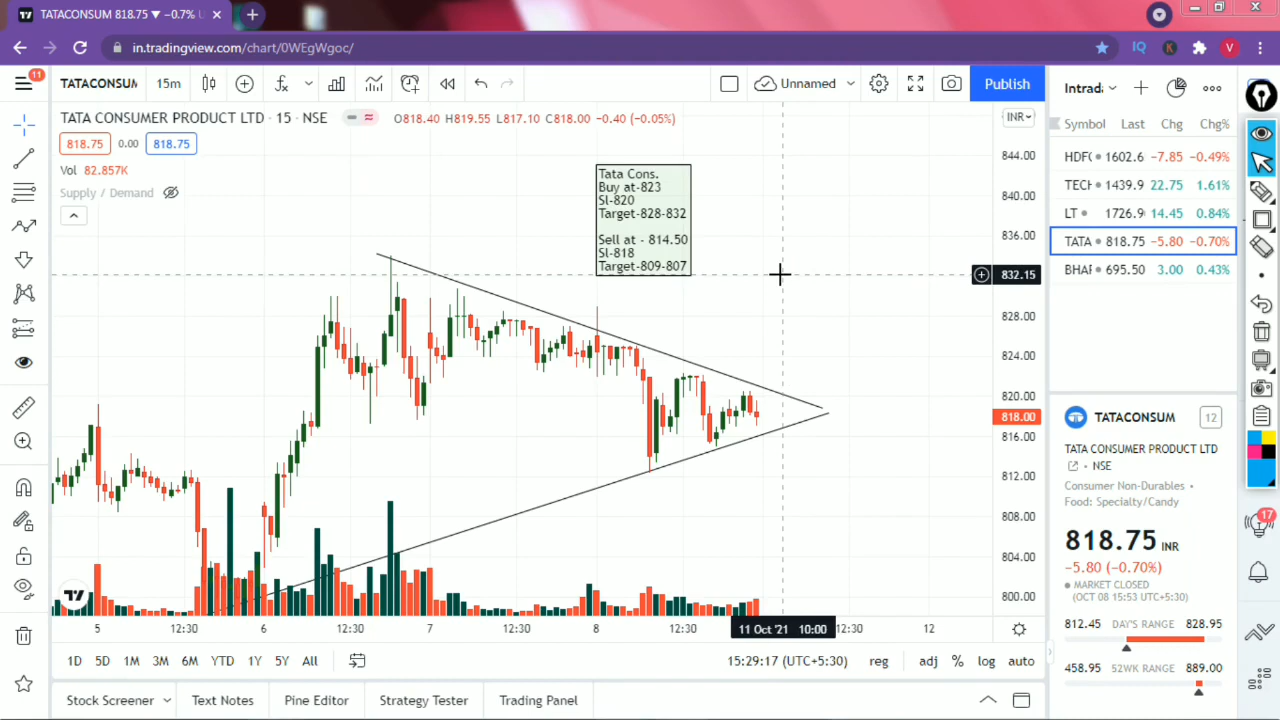 TATACONSUM 818.75 ▼ −0.7%
in.tradingview.com/chart/0WEgWgoc/
IQ
K
V
11
TATACONSUM
15m
Unnamed
Publish
Intrad
TATA CONSUMER PRODUCT LTD · 15 · NSE
O818.40 H819.55 L817.10 C818.00 −0.40 (−0.05%)
INR
818.75 0.00 818.75
Vol 82.857K
Supply / Demand
Tata Cons.
Buy at-823
Sl-820
Target-828-832
Sell at - 814.50
Sl-818
Target-809-807
844.00
840.00
836.00
832.15
828.00
824.00
820.00
818.00
816.00
812.00
808.00
804.00
800.00
5 12:30 6 12:30 7 12:30 8 12:30 11 Oct '21 10:00 12:30 12
1D 5D 1M 3M 6M YTD 1Y 5Y All
15:29:17 (UTC+5:30) reg adj % log auto
Stock Screener Text Notes Pine Editor Strategy Tester Trading Panel
Symbol Last Chg Chg%
HDFC 1602.6 −7.85 −0.49%
TECH 1439.9 22.75 1.61%
LT 1726.9 14.45 0.84%
TATA 818.75 −5.80 −0.70%
BHAR 695.50 3.00 0.43%
TATACONSUM 12
TATA CONSUMER PRODUCT LTD
• NSE
Consumer Non-Durables •
Food: Specialty/Candy
818.75 INR
−5.80 (−0.70%)
MARKET CLOSED
(OCT 08 15:53 UTC+5:30)
812.45 DAY'S RANGE 828.95
458.95 52WK RANGE 889.00
17